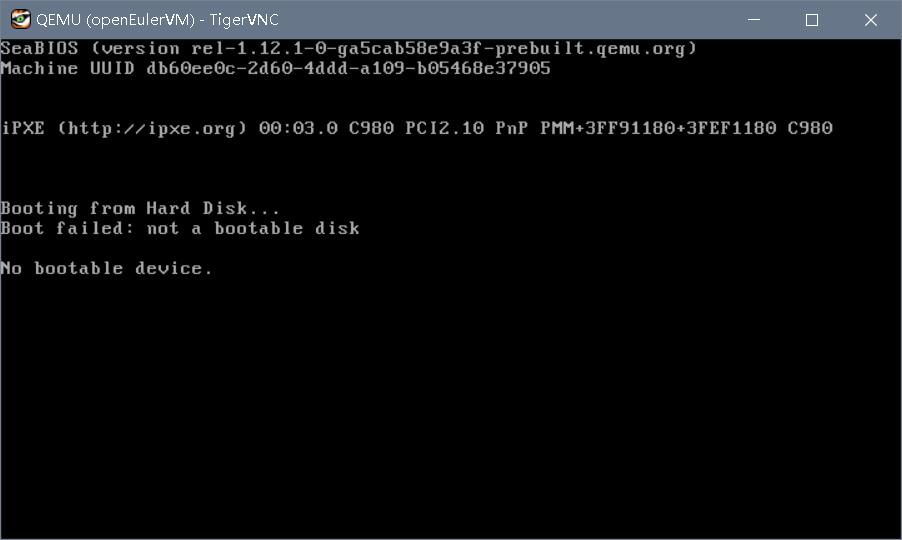 QEMU (openEulerVM) - TigerVNC
SeaBIOS (version rel-1.12.1-0-ga5cab58e9a3f-prebuilt.qemu.org)
Machine UUID db60ee0c-2d60-4ddd-a109-b05468e37905
iPXE (http://ipxe.org) 00:03.0 C980 PCI2.10 PnP PMM+3FF91180+3FEF1180 C980
Booting from Hard Disk...
Boot failed: not a bootable disk
No bootable device.